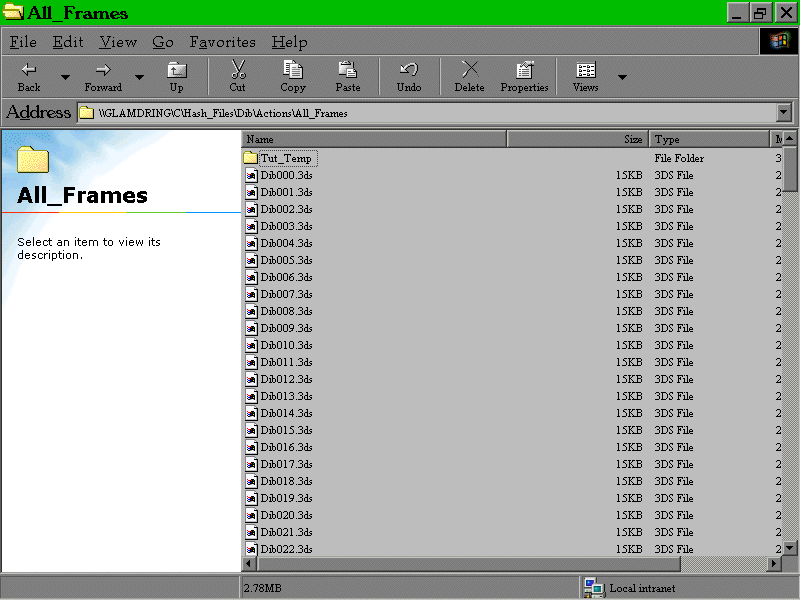 All_Frames
File Edit View Go Favorites Help
Back Forward Up Cut Copy Paste Undo Delete Properties Views
Address \\GLAMDRING\C\Hash_Files\Dib\Actions\All_Frames
All_Frames
Select an item to view its
description.
Name Size Type M
Tut_Temp File Folder 3
Dib000.3ds 15KB 3DS File 2
Dib001.3ds 15KB 3DS File 2
Dib002.3ds 15KB 3DS File 2
Dib003.3ds 15KB 3DS File 2
Dib004.3ds 15KB 3DS File 2
Dib005.3ds 15KB 3DS File 2
Dib006.3ds 15KB 3DS File 2
Dib007.3ds 15KB 3DS File 2
Dib008.3ds 15KB 3DS File 2
Dib009.3ds 15KB 3DS File 2
Dib010.3ds 15KB 3DS File 2
Dib011.3ds 15KB 3DS File 2
Dib012.3ds 15KB 3DS File 2
Dib013.3ds 15KB 3DS File 2
Dib014.3ds 15KB 3DS File 2
Dib015.3ds 15KB 3DS File 2
Dib016.3ds 15KB 3DS File 2
Dib017.3ds 15KB 3DS File 2
Dib018.3ds 15KB 3DS File 2
Dib019.3ds 15KB 3DS File 2
Dib020.3ds 15KB 3DS File 2
Dib021.3ds 15KB 3DS File 2
Dib022.3ds 15KB 3DS File 2
2.78MB Local intranet